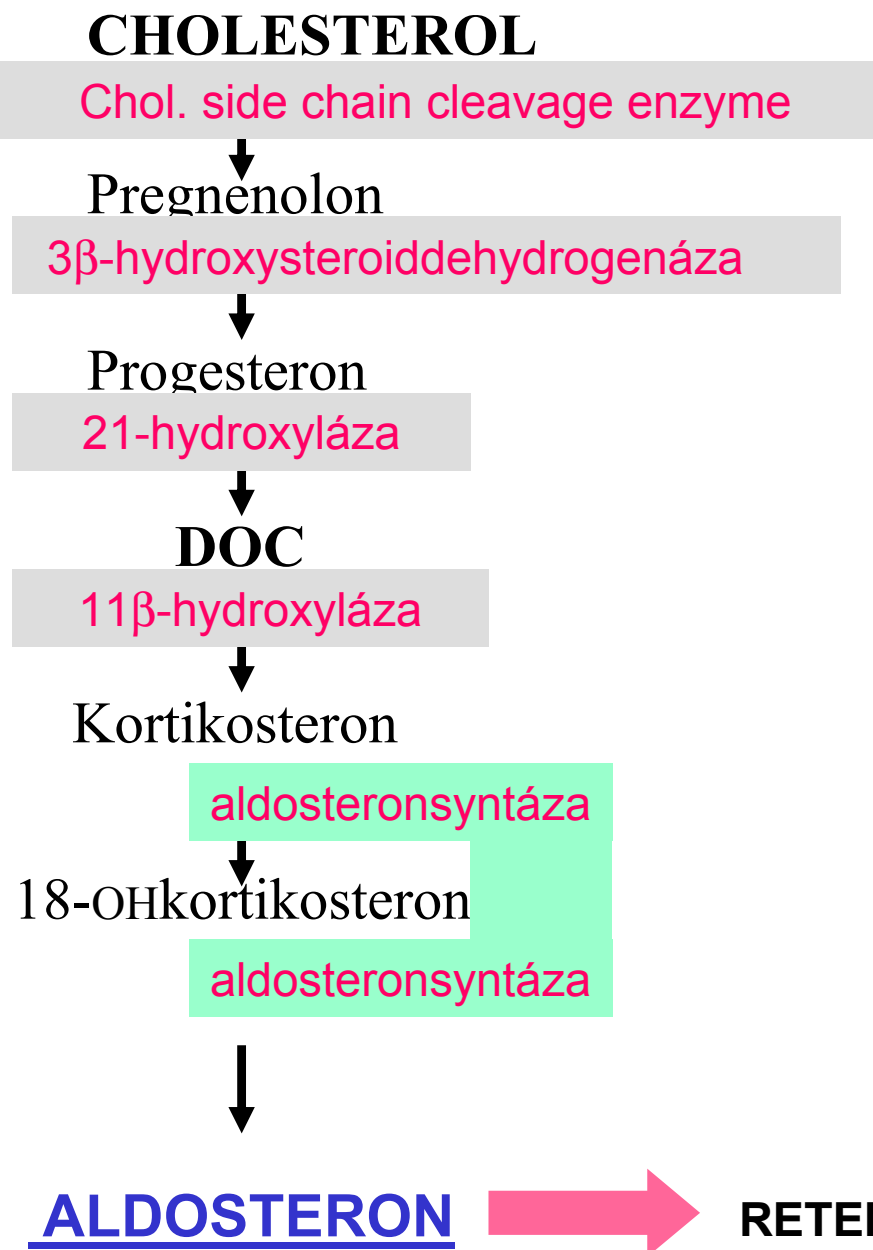 CHOLESTEROL
Chol. side chain cleavage enzyme
Pregnenolon
3β-hydroxysteroiddehydrogenáza
Progesteron
21-hydroxyláza
DOC
11β-hydroxyláza
Kortikosteron
aldosteronsyntáza
18-OHkortikosteron
aldosteronsyntáza
ALDOSTERON